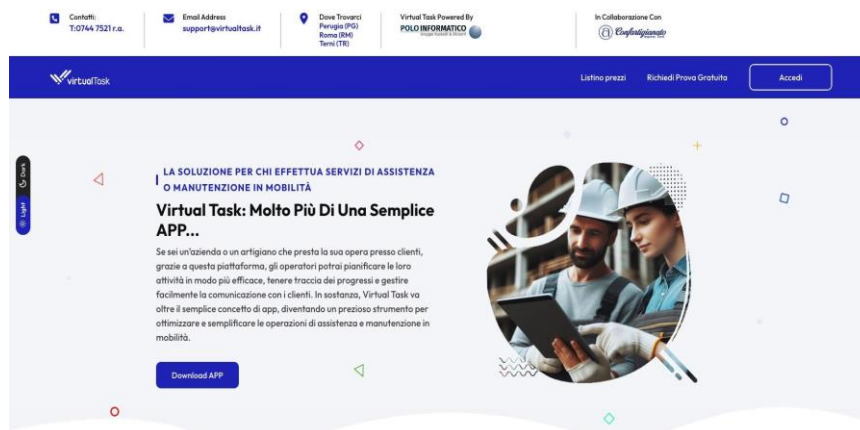 Contatti:
T:0744 7521 r.a.
Email Address
support@virtualtask.it
Dove Trovarci
Perugia (PG)
Roma (RM)
Terni (TR)
Virtual Task Powered By
POLO INFORMATICO
In Collaborazione Con
Confartigianato
virtualTask
Listino prezzi
Richiedi Prova Gratuita
Accedi
Dark
Light
LA SOLUZIONE PER CHI EFFETTUA SERVIZI DI ASSISTENZA
O MANUTENZIONE IN MOBILITÀ
Virtual Task: Molto Più Di Una Semplice
APP...
Se sei un'azienda o un artigiano che presta la sua opera presso clienti,
grazie a questa piattaforma, gli operatori potrai pianificare le loro
attività in modo più efficace, tenere traccia dei progressi e gestire
facilmente la comunicazione con i clienti. In sostanza, Virtual Task va
oltre il semplice concetto di app, diventando un prezioso strumento per
ottimizzare e semplificare le operazioni di assistenza e manutenzione in
mobilità.
Download APP